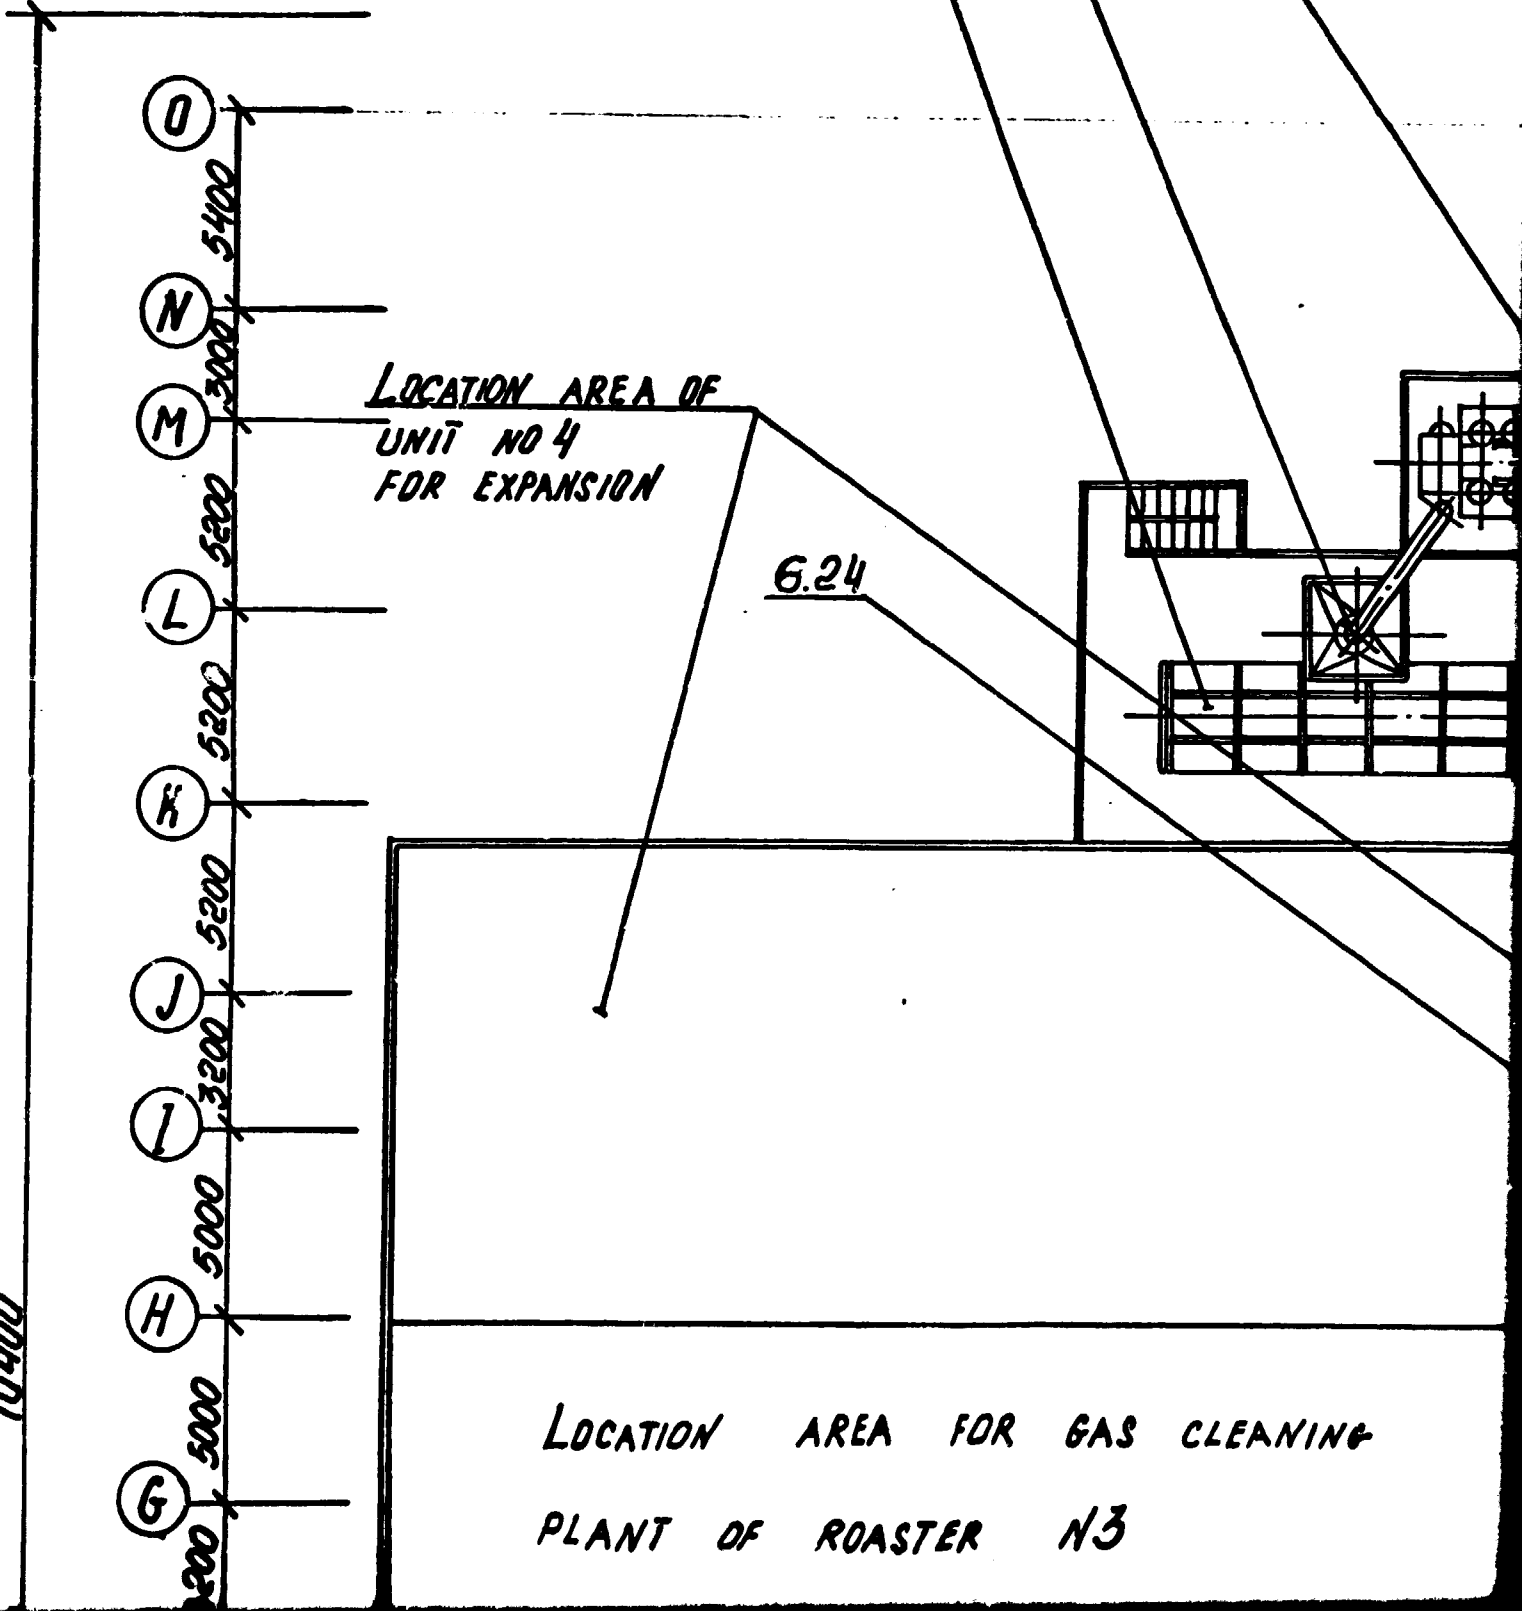 O
5400
N
3000
M
LOCATION AREA OF
UNIT NO 4
FOR EXPANSION
5200
6.24
L
5200
K
5200
J
3200
I
5000
H
5000
LOCATION AREA FOR GAS CLEANING
G
PLANT OF ROASTER N3